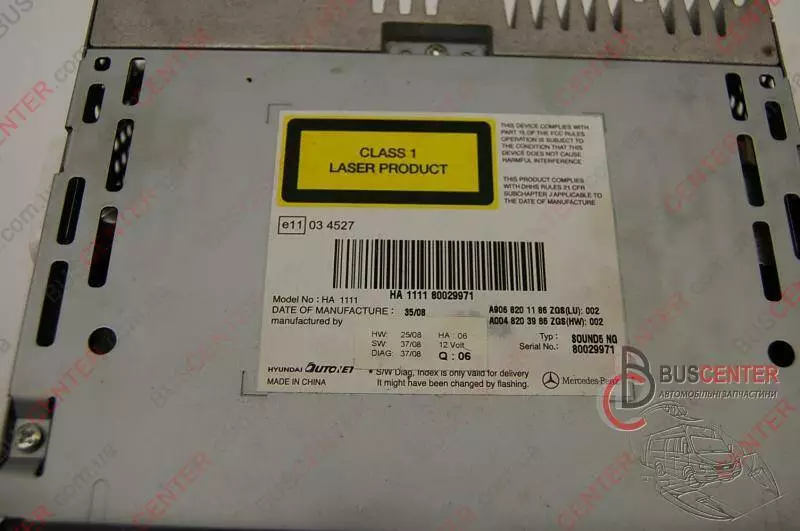 CLASS 1
LASER PRODUCT
THIS DEVICE COMPLIES WITH
PART 15 OF THE FCC RULES
OPERATION IS SUBJECT TO
THE CONDITION THAT THIS
DEVICE DOES NOT CAUSE
HARMFUL INTERFERENCE
THIS PRODUCT COMPLIES
WITH DHHS RULES 21 CFR
SUBCHAPTER J APPLICABLE TO
THE DATE OF MANUFACTURE
e11 03 4527
HA 1111 80029971
Model No : HA 1111
DATE OF MANUFACTURE : 35/08
manufactured by
A906 820 11 86 ZGS(LU): 002
A004 820 39 86 ZGS(HW): 002
HW: 25/08 HA : 06
SW: 37/08 12 Volt
DIAG: 37/08 Q : 06
Typ : SOUND5 NG
Serial No.: 80029971
HYUNDAI AUTONET
MADE IN CHINA
* S/W Diag. Index is only valid for delivery
It might have been changed by flashing.
Mercedes-Benz
BUSCENTER
АВТОМОБІЛЬНІ ЗАПЧАСТИНИ